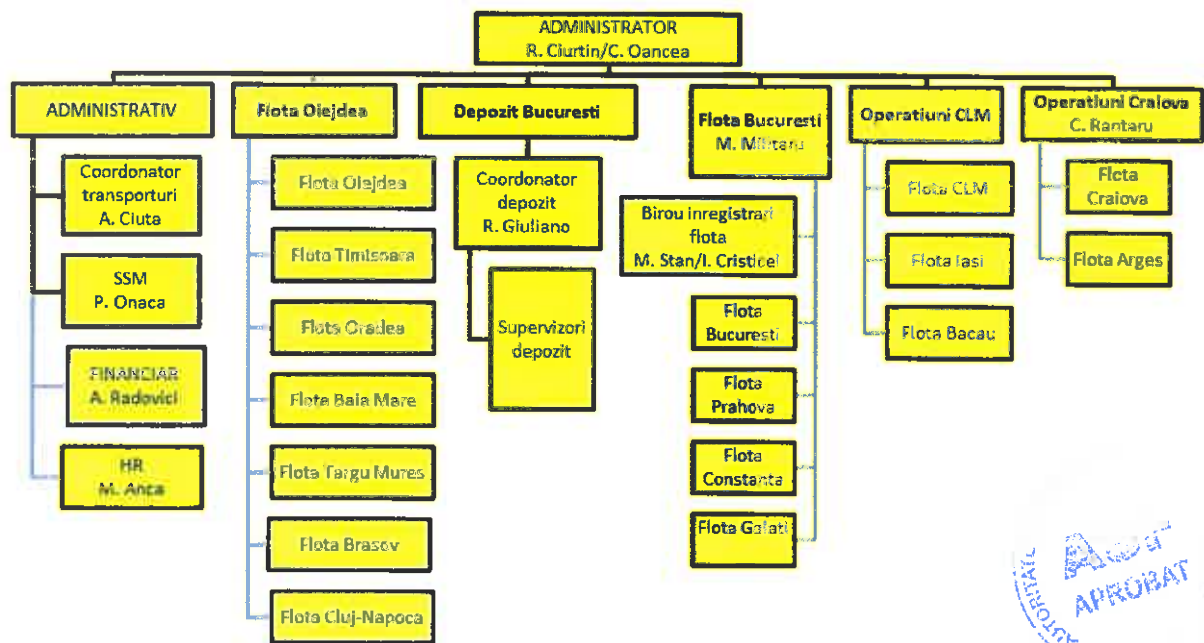 ADMINISTRATOR
R. Ciurtin/C. Oancea
ADMINISTRATIV
Coordonator
transporturi
A. Ciuta
SSM
P. Onaca
FINANCIAR
A. Radovici
HR
M. Anca
Flota Olejdea
Flota Olejdea
Flota Timisoara
Flota Oradea
Flota Baia Mare
Flota Targu Mures
Flota Brasov
Flota Cluj-Napoca
Depozit Bucuresti
Coordonator
depozit
R. Giuliano
Supervizori
depozit
Flota Bucuresti
M. Militaru
Birou inregistrari
flota
M. Stan/I. Cristicel
Flota
Bucuresti
Flota
Prahova
Flota
Constanta
Flota Galati
Operatiuni CLM
Flota CLM
Flota Iasi
Flota Bacau
Operatiuni Craiova
C. Rantaru
Flota
Craiova
Flota Arges
AUTORITATE
APROBAT